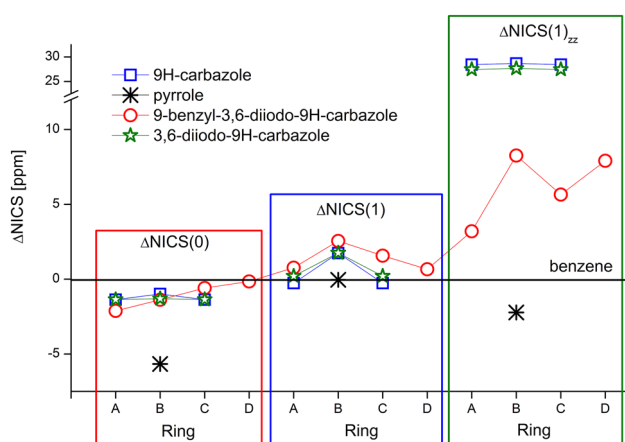 ΔNICS(1)zz
30
25
9H-carbazole
pyrrole
9-benzyl-3,6-diiodo-9H-carbazole
3,6-diiodo-9H-carbazole
10
ΔNICS [ppm]
5
ΔNICS(0)
ΔNICS(1)
benzene
0
-5
A B C D A B C D A B C D
Ring Ring Ring